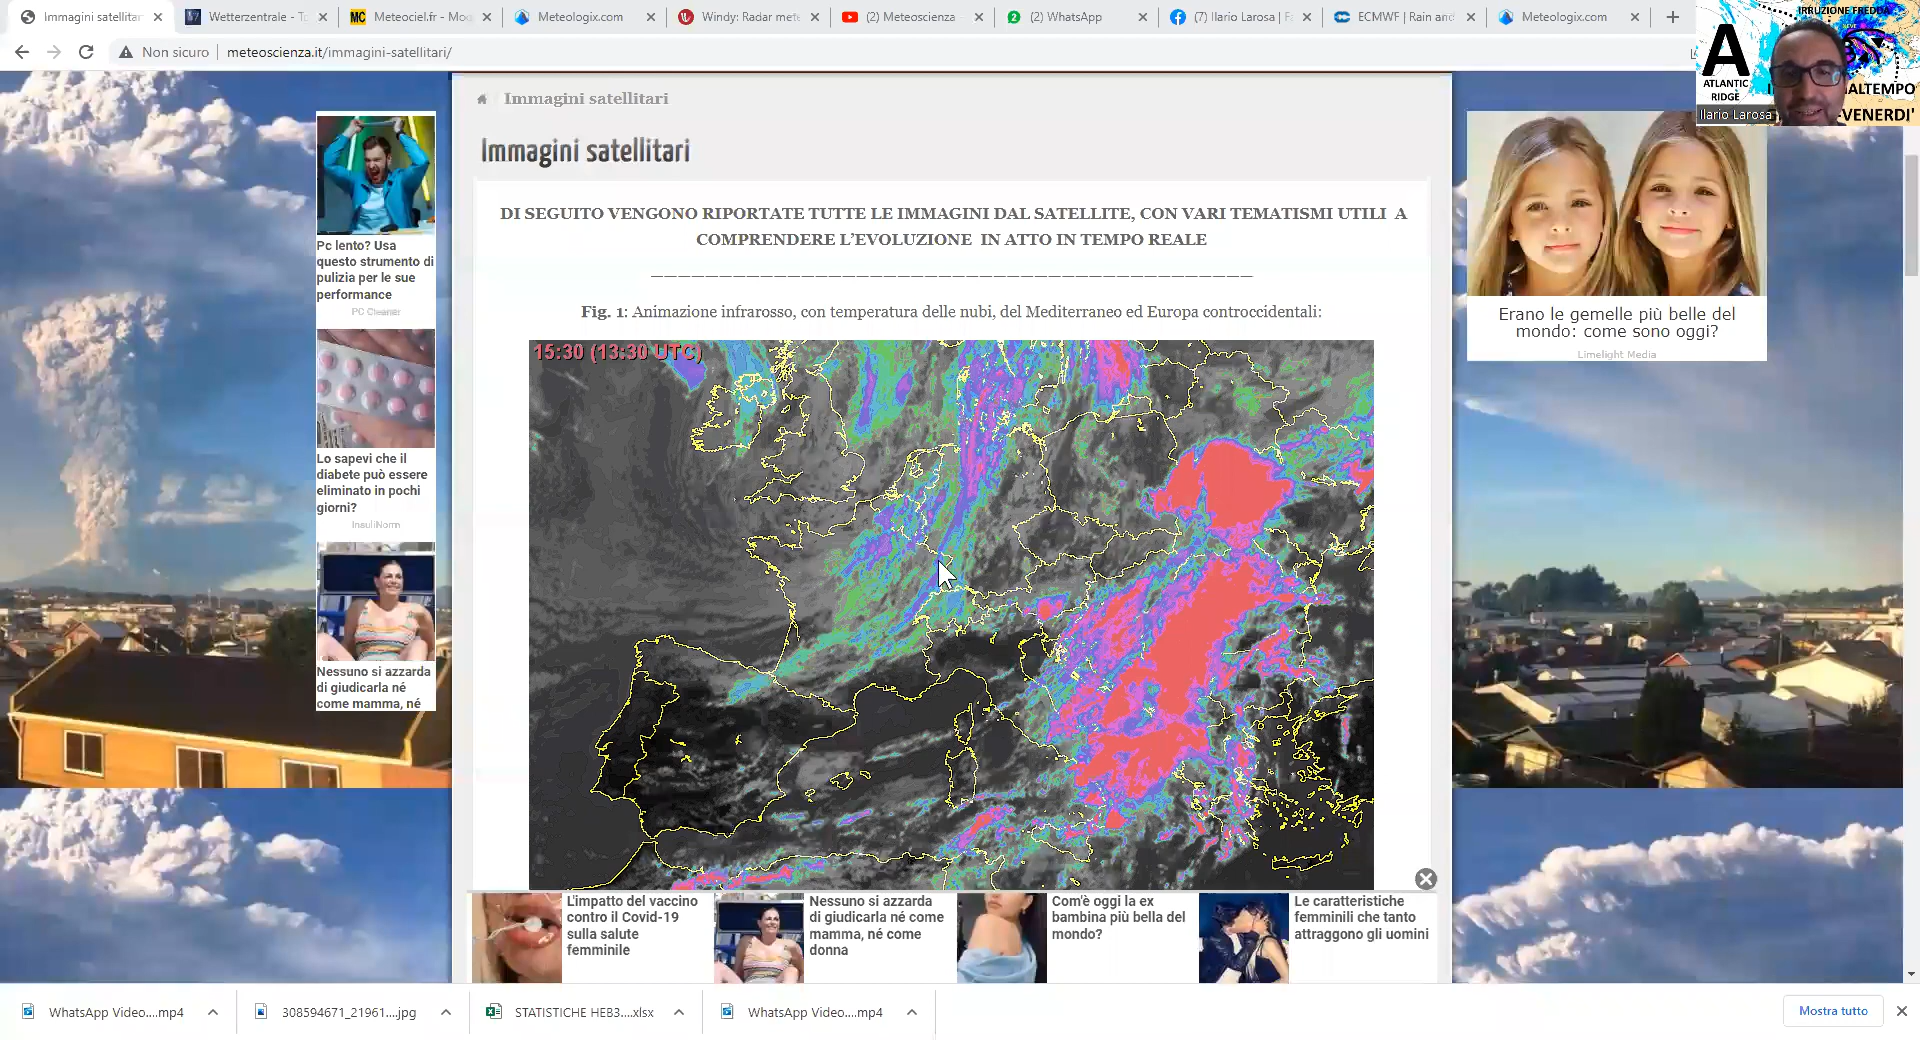 Immagini satellitar
Wetterzentrale - To
Meteociel.fr - Mod
Meteologix.com
Windy: Radar mete
(2) Meteoscienza
(2) WhatsApp
(7) Ilario Larosa | Fa
ECMWF | Rain and
Meteologix.com
Non sicuro
meteoscienza.it/immagini-satellitari/
IRRUZIONE FREDDA
NEVE
A
ATLANTIC
RIDGE
ALTEMPO
-VENERDI'
Ilario Larosa
Immagini satellitari
Immagini satellitari
DI SEGUITO VENGONO RIPORTATE TUTTE LE IMMAGINI DAL SATELLITE, CON VARI TEMATISMI UTILI A
COMPRENDERE L'EVOLUZIONE IN ATTO IN TEMPO REALE
Fig. 1: Animazione infrarosso, con temperatura delle nubi, del Mediterraneo ed Europa controccidentali:
15:30 (13:30 UTC)
Pc lento? Usa
questo strumento di
pulizia per le sue
performance
PC Cleaner
Lo sapevi che il
diabete può essere
eliminato in pochi
giorni?
InsuliNorm
Nessuno si azzarda
di giudicarla né
come mamma, né
Erano le gemelle più belle del
mondo: come sono oggi?
Limelight Media
L'impatto del vaccino
contro il Covid-19
sulla salute
femminile
Nessuno si azzarda
di giudicarla né come
mamma, né come
donna
Com'è oggi la ex
bambina più bella del
mondo?
Le caratteristiche
femminili che tanto
attraggono gli uomini
WhatsApp Video....mp4
308594671_21961....jpg
STATISTICHE HEB3....xlsx
WhatsApp Video....mp4
Mostra tutto